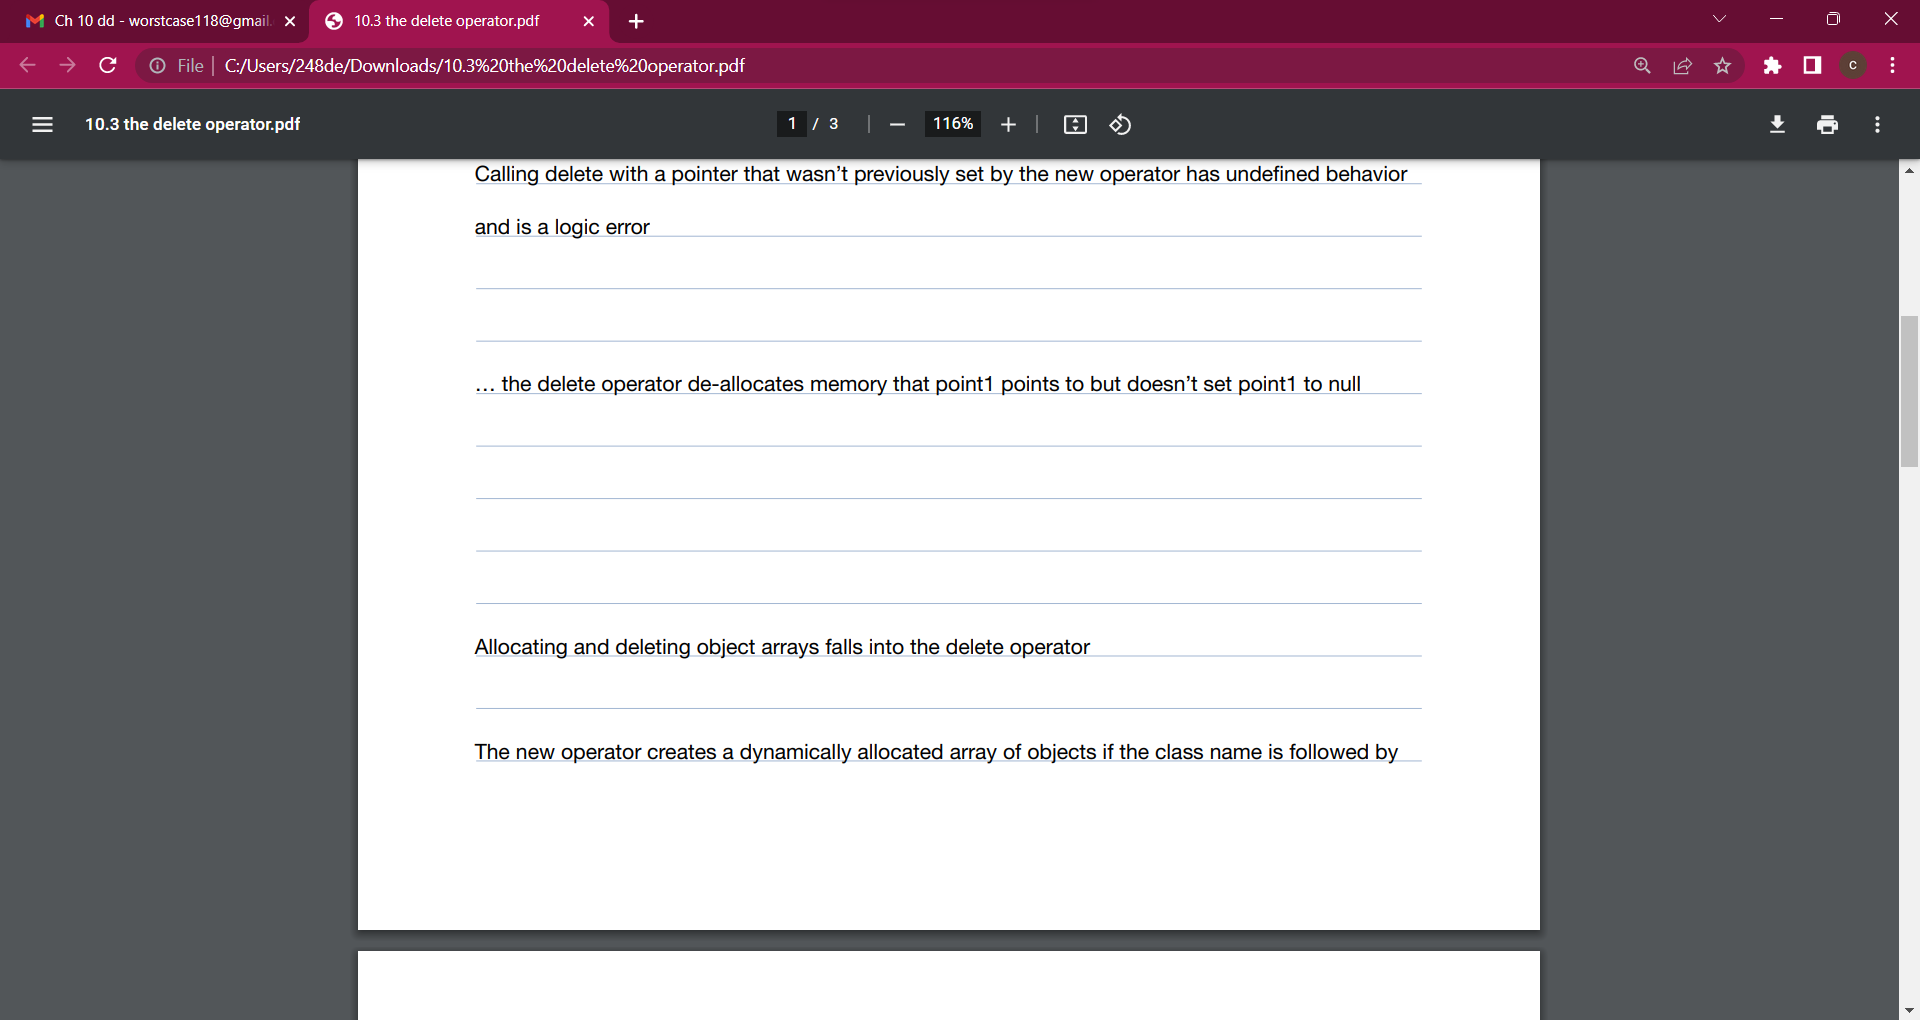 Ch 10 dd - worstcase118@gmail.
10.3 the delete operator.pdf
File
C:/Users/248de/Downloads/10.3%20the%20delete%20operator.pdf
c
10.3 the delete operator.pdf
1 / 3
116%
Calling delete with a pointer that wasn’t previously set by the new operator has undefined behavior
and is a logic error
… the delete operator de-allocates memory that point1 points to but doesn’t set point1 to null
Allocating and deleting object arrays falls into the delete operator
The new operator creates a dynamically allocated array of objects if the class name is followed by